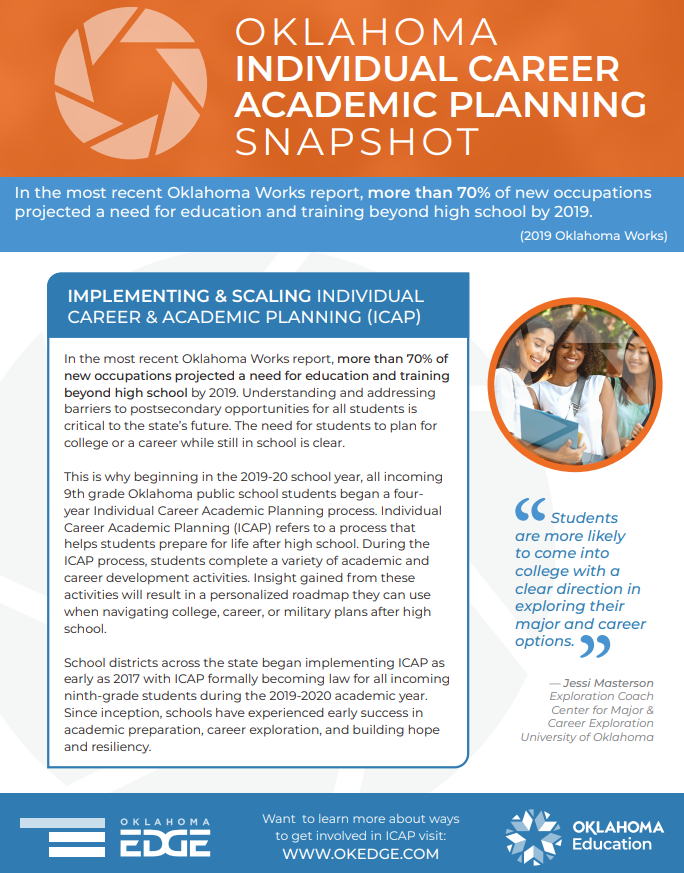 OKLAHOMA
INDIVIDUAL CAREER
ACADEMIC PLANNING
SNAPSHOT
In the most recent Oklahoma Works report, more than 70% of new occupations
projected a need for education and training beyond high school by 2019.
(2019 Oklahoma Works)
IMPLEMENTING & SCALING INDIVIDUAL
CAREER & ACADEMIC PLANNING (ICAP)
In the most recent Oklahoma Works report, more than 70% of
new occupations projected a need for education and training
beyond high school by 2019. Understanding and addressing
barriers to postsecondary opportunities for all students is
critical to the state's future. The need for students to plan for
college or a career while still in school is clear.
This is why beginning in the 2019-20 school year, all incoming
9th grade Oklahoma public school students began a four-
year Individual Career Academic Planning process. Individual
Career Academic Planning (ICAP) refers to a process that
helps students prepare for life after high school. During the
ICAP process, students complete a variety of academic and
career development activities. Insight gained from these
activities will result in a personalized roadmap they can use
when navigating college, career, or military plans after high
school.
School districts across the state began implementing ICAP as
early as 2017 with ICAP formally becoming law for all incoming
ninth-grade students during the 2019-2020 academic year.
Since inception, schools have experienced early success in
academic preparation, career exploration, and building hope
and resiliency.
“ Students
are more likely
to come into
college with a
clear direction in
exploring their
major and career
options. ”
— Jessi Masterson
Exploration Coach
Center for Major &
Career Exploration
University of Oklahoma
OKLAHOMA
EDGE
Want to learn more about ways
to get involved in ICAP visit:
WWW.OKEDGE.COM
OKLAHOMA
Education